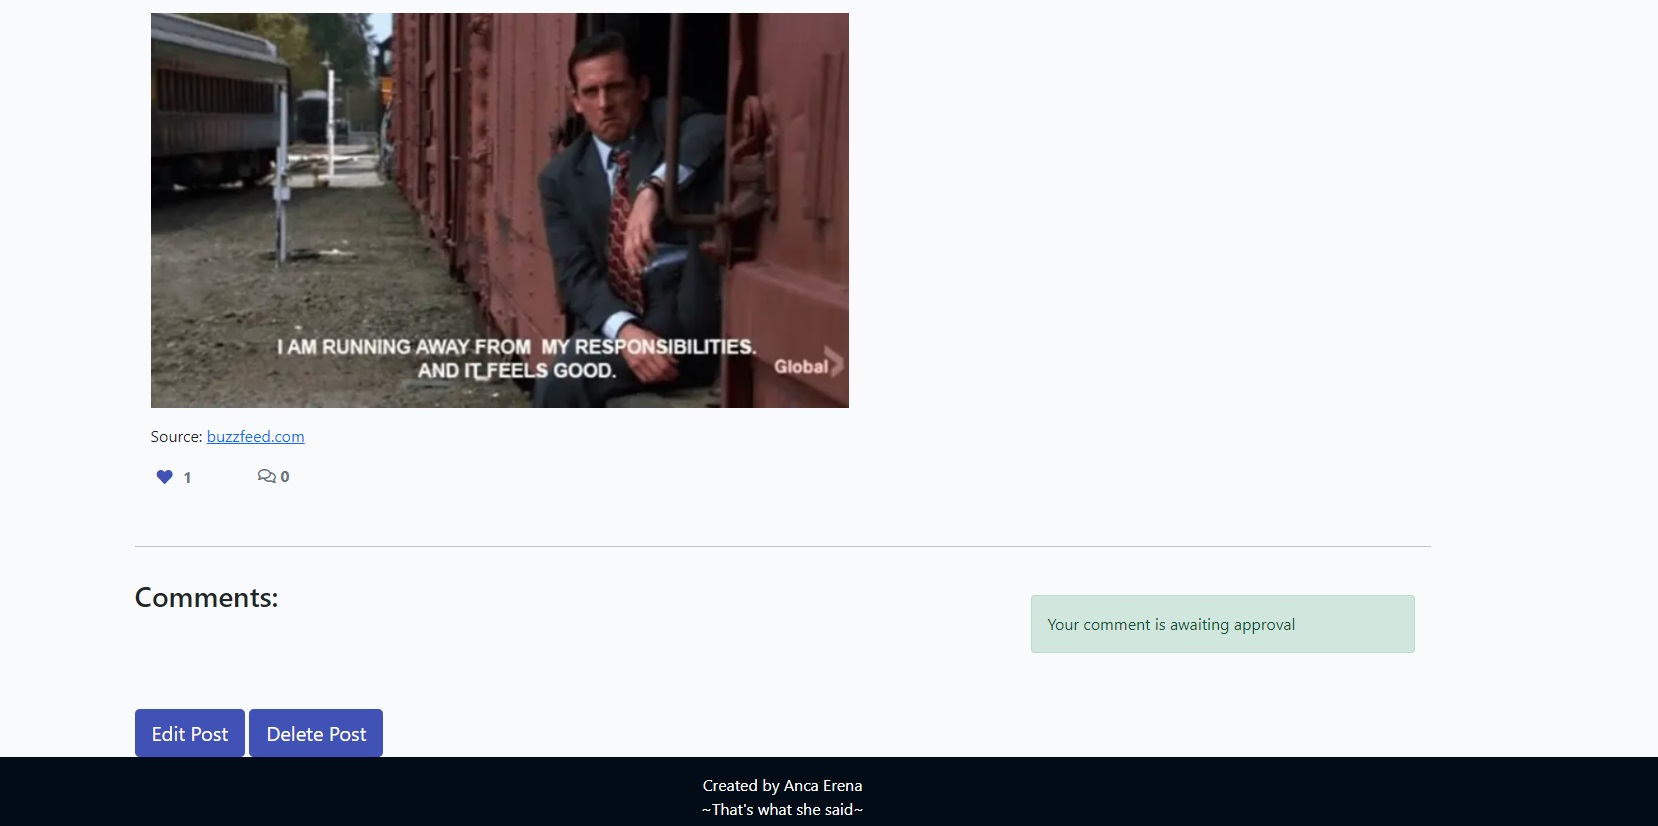 I AM RUNNING AWAY FROM MY RESPONSIBILITIES.
AND IT FEELS GOOD.
Global
Source: buzzfeed.com
1
0
Comments:
Your comment is awaiting approval
Edit Post
Delete Post
Created by Anca Erena
~That's what she said~